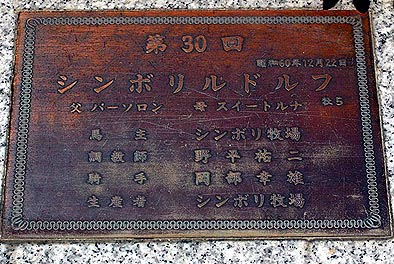 第30回
昭和60年12月22日
シンボリルドルフ
父 パーソロン 母 スイートルナ 牡5
馬主 シンボリ牧場
調教師 野平祐二
騎手 岡部幸雄
生産者 シンボリ牧場